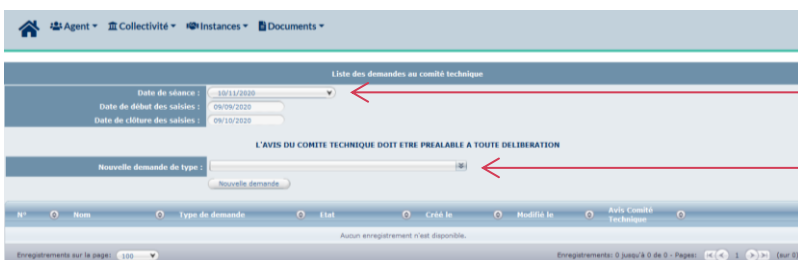 Agent Collectivité Instances Documents
Liste des demandes au comité technique
Date de séance : 10/11/2020
Date de début des saisies : 09/09/2020
Date de clôture des saisies : 09/10/2020
L'AVIS DU COMITE TECHNIQUE DOIT ETRE PREALABLE A TOUTE DELIBERATION
Nouvelle demande de type :
Nouvelle demande
N° Nom Type de demande Etat Créé le Modifié le Avis Comité Technique
Aucun enregistrement n'est disponible.
Enregistrements sur la page: 100 Enregistrements: 0 jusqu'à 0 de 0 - Pages: 1 (sur 0)